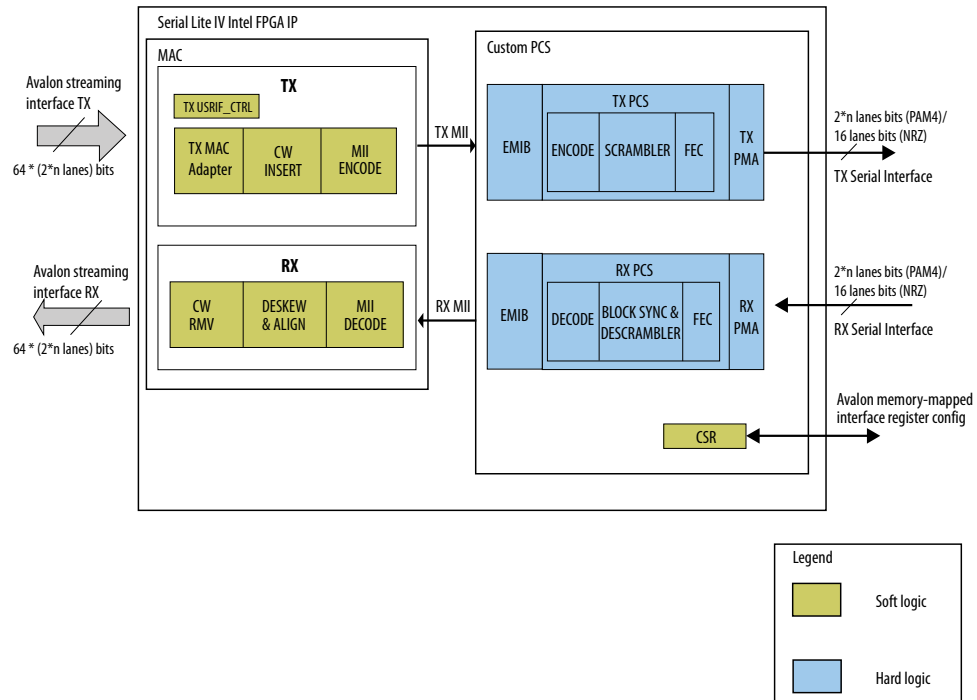 Serial Lite IV Intel FPGA IP
MAC
Custom PCS
Avalon streaming
interface TX
64 * (2*n lanes) bits
TX
TX USRIF_CTRL
TX MAC
Adapter
CW
INSERT
MII
ENCODE
TX MII
EMIB
TX PCS
ENCODE
SCRAMBLER
FEC
TX
PMA
2*n lanes bits (PAM4)/
16 lanes bits (NRZ)
TX Serial Interface
Avalon streaming
interface RX
64 * (2*n lanes) bits
RX
CW
RMV
DESKEW
& ALIGN
MII
DECODE
RX MII
EMIB
RX PCS
DECODE
BLOCK SYNC &
DESCRAMBLER
FEC
RX
PMA
2*n lanes bits (PAM4)/
16 lanes bits (NRZ)
RX Serial Interface
CSR
Avalon memory-mapped
interface register config
Legend
Soft logic
Hard logic